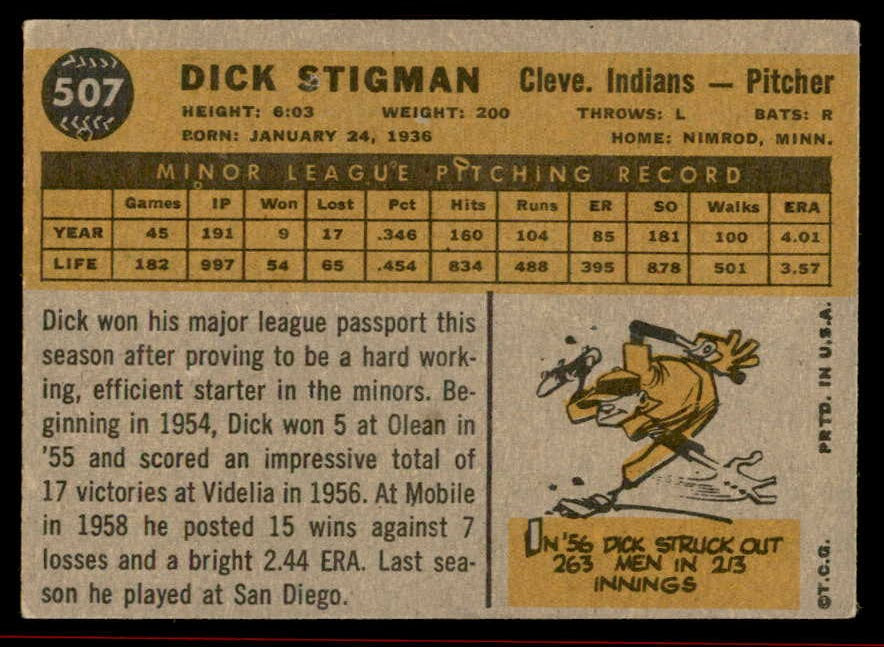 507
DICK STIGMAN Cleve. Indians — Pitcher
HEIGHT: 6:03 WEIGHT: 200 THROWS: L BATS: R
BORN: JANUARY 24, 1936 HOME: NIMROD, MINN.
MINOR LEAGUE PITCHING RECORD
Games IP Won Lost Pct Hits Runs ER SO Walks ERA
YEAR 45 191 9 17 .346 160 104 85 181 100 4.01
LIFE 182 997 54 65 .454 834 488 395 878 501 3.57
Dick won his major league passport this
season after proving to be a hard work-
ing, efficient starter in the minors. Be-
ginning in 1954, Dick won 5 at Olean in
'55 and scored an impressive total of
17 victories at Videlia in 1956. At Mobile
in 1958 he posted 15 wins against 7
losses and a bright 2.44 ERA. Last sea-
son he played at San Diego.
IN '56 DICK STRUCK OUT
263 MEN IN 213
INNINGS
©T.C.G. PRTD. IN U.S.A.